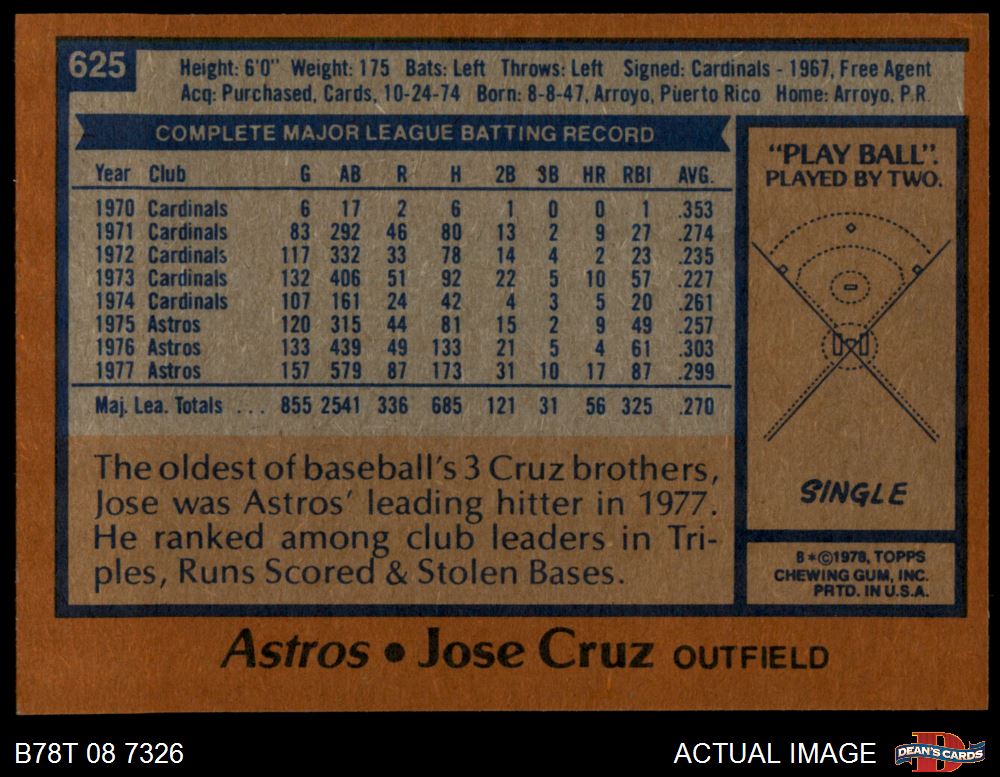 625
Height: 6'0" Weight: 175 Bats: Left Throws: Left Signed: Cardinals - 1967, Free Agent
Acq: Purchased, Cards, 10-24-74 Born: 8-8-47, Arroyo, Puerto Rico Home: Arroyo, P.R.
COMPLETE MAJOR LEAGUE BATTING RECORD
Year Club G AB R H 2B 3B HR RBI AVG.
1970 Cardinals 6 17 2 6 1 0 0 1 .353
1971 Cardinals 83 292 46 80 13 2 9 27 .274
1972 Cardinals 117 332 33 78 14 4 2 23 .235
1973 Cardinals 132 406 51 92 22 5 10 57 .227
1974 Cardinals 107 161 24 42 4 3 5 20 .261
1975 Astros 120 315 44 81 15 2 9 49 .257
1976 Astros 133 439 49 133 21 5 4 61 .303
1977 Astros 157 579 87 173 31 10 17 87 .299
Maj. Lea. Totals ... 855 2541 336 685 121 31 56 325 .270
The oldest of baseball's 3 Cruz brothers,
Jose was Astros' leading hitter in 1977.
He ranked among club leaders in Tri-
ples, Runs Scored & Stolen Bases.
"PLAY BALL".
PLAYED BY TWO.
SINGLE
B*©1978, TOPPS
CHEWING GUM, INC.
PRTD. IN U.S.A.
Astros • Jose Cruz OUTFIELD
B78T 08 7326
ACTUAL IMAGE
DEAN'S CARDS